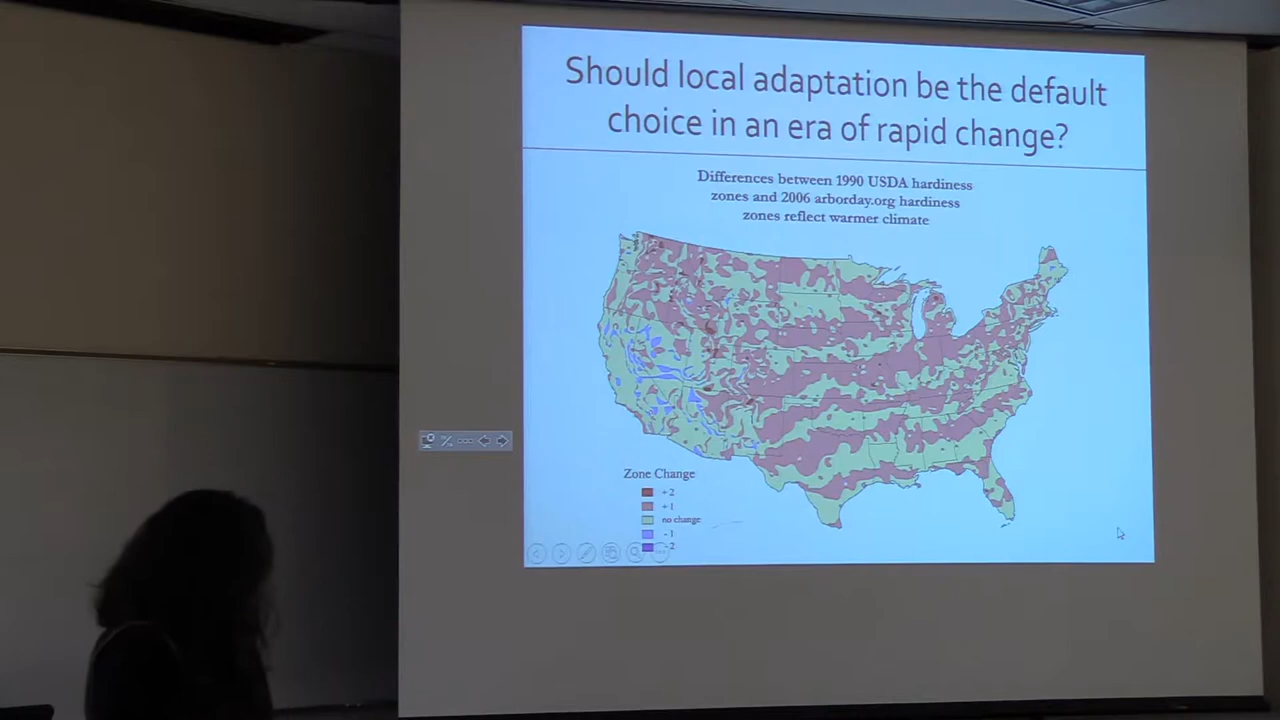 Should local adaptation be the default
choice in an era of rapid change?
Differences between 1990 USDA hardiness
zones and 2006 arborday.org hardiness
zones reflect warmer climate
Zone Change
+2
+1
no change
-1
-2